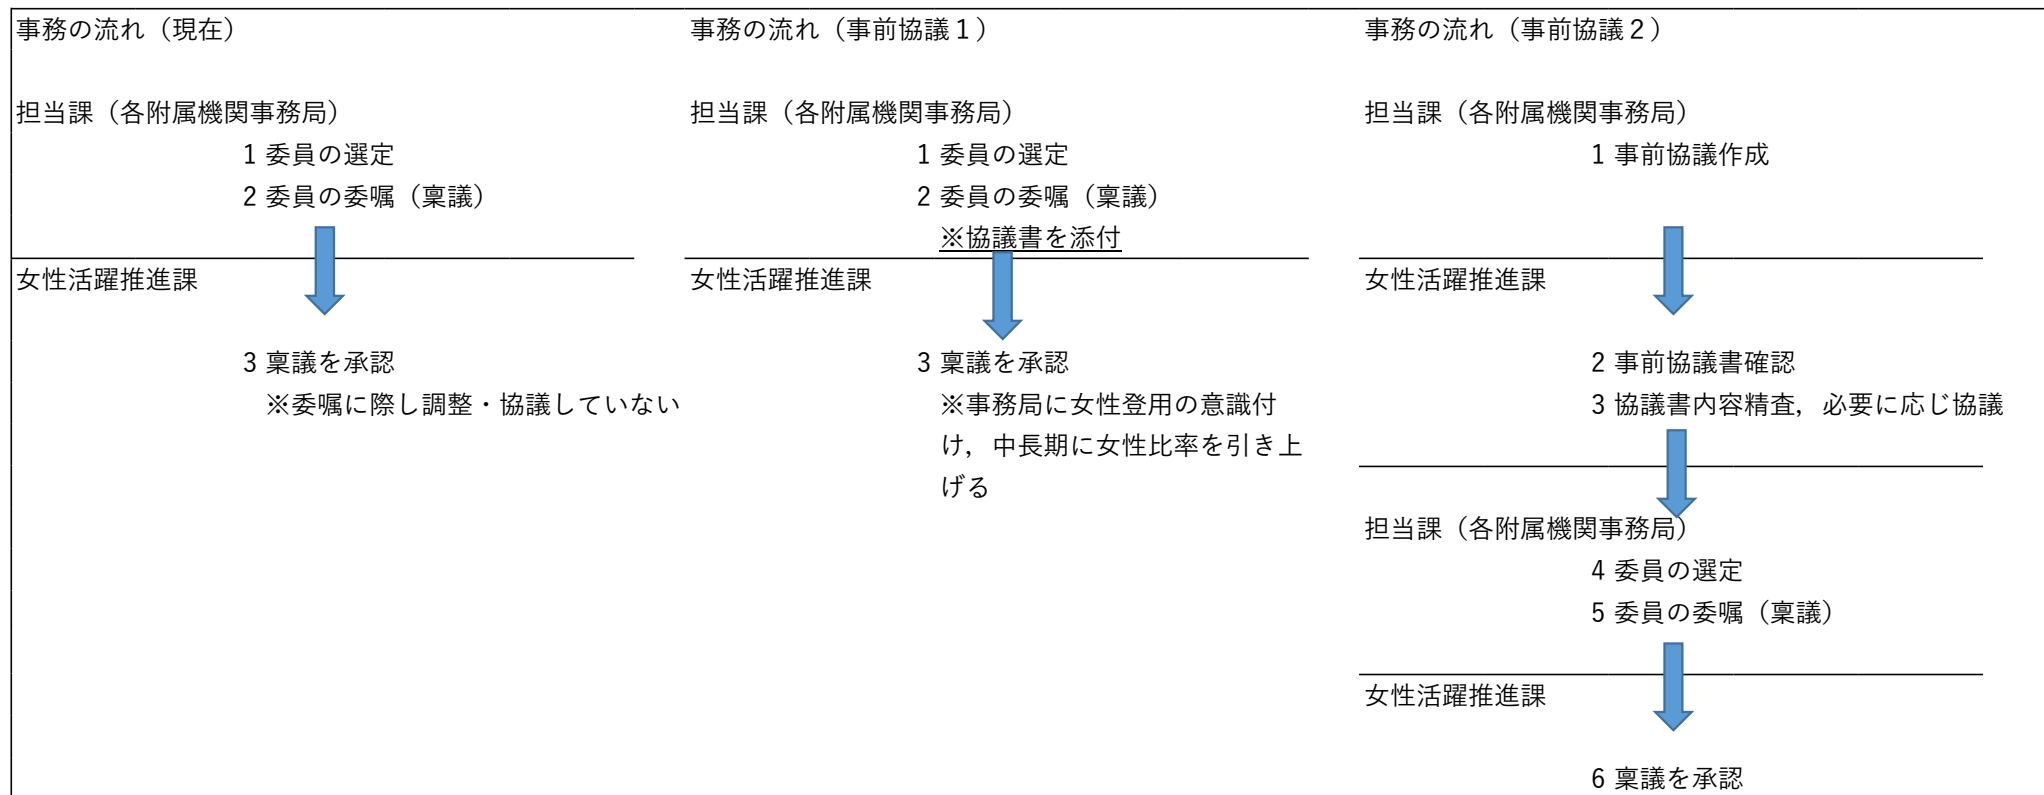 事務の流れ（現在）
担当課（各附属機関事務局）
1 委員の選定
2 委員の委嘱（稟議）
女性活躍推進課
3 稟議を承認
※委嘱に際し調整・協議していない
事務の流れ（事前協議１）
担当課（各附属機関事務局）
1 委員の選定
2 委員の委嘱（稟議）
※協議書を添付
女性活躍推進課
3 稟議を承認
※事務局に女性登用の意識付
け，中長期に女性比率を引き上
げる
事務の流れ（事前協議２）
担当課（各附属機関事務局）
1 事前協議作成
女性活躍推進課
2 事前協議書確認
3 協議書内容精査，必要に応じ協議
担当課（各附属機関事務局）
4 委員の選定
5 委員の委嘱（稟議）
女性活躍推進課
6 稟議を承認